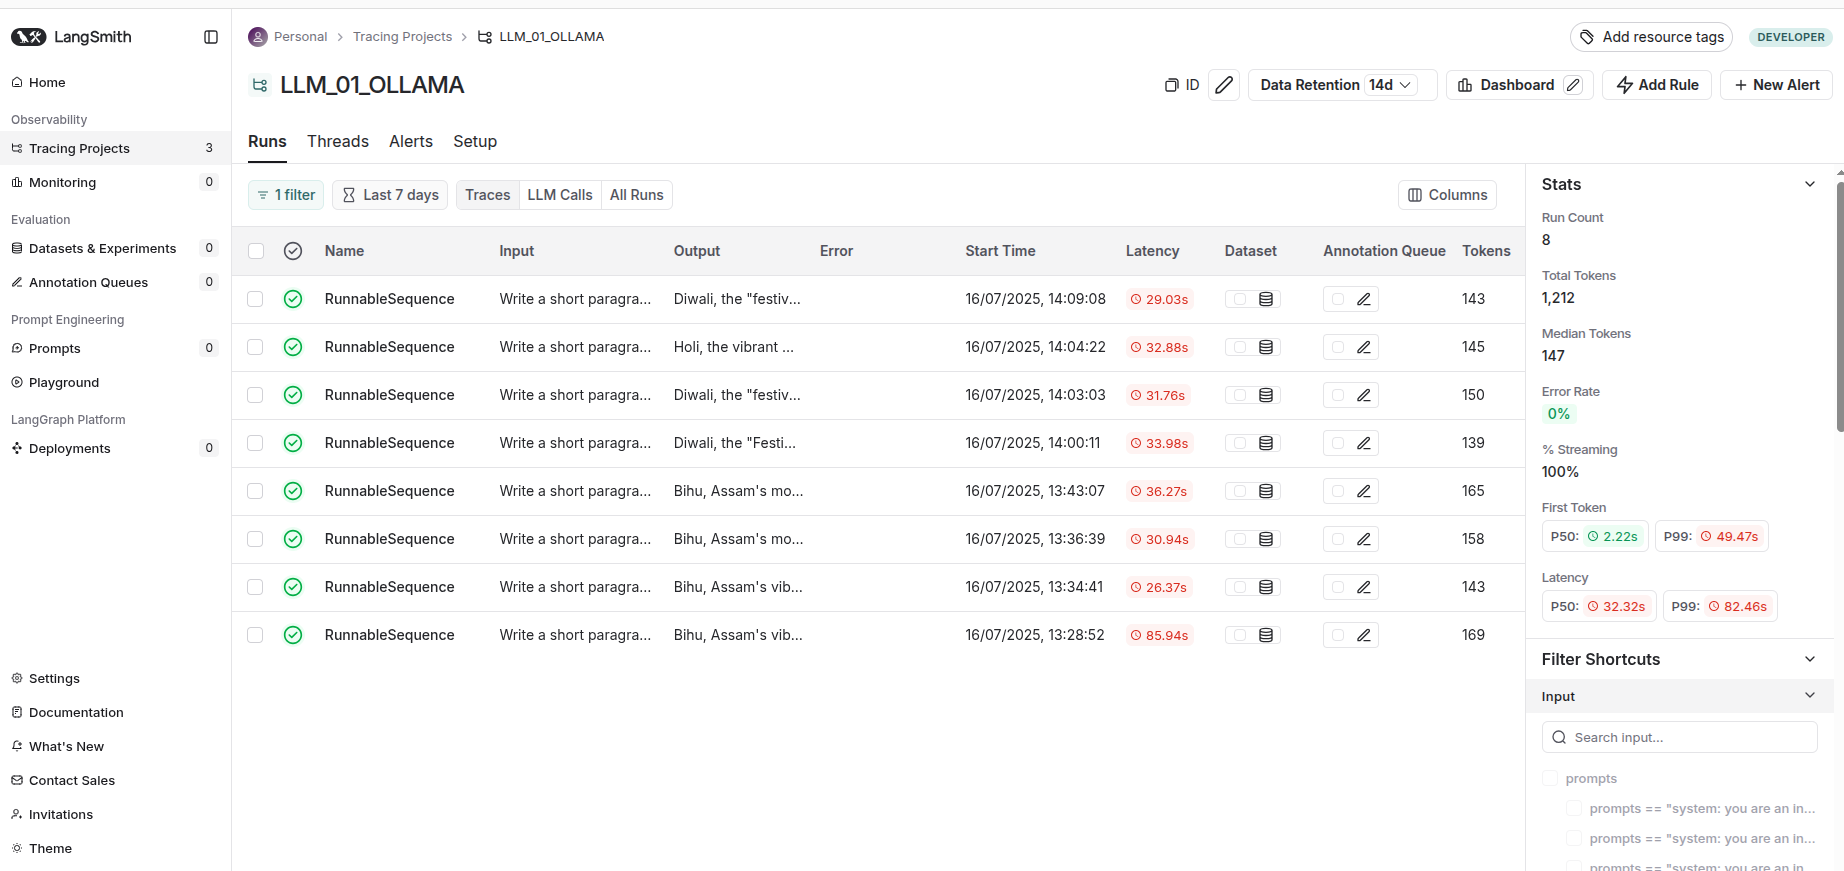 LangSmith
Home
Observability
Tracing Projects 3
Monitoring 0
Evaluation
Datasets & Experiments 0
Annotation Queues 0
Prompt Engineering
Prompts 0
Playground
LangGraph Platform
Deployments 0
Settings
Documentation
What's New
Contact Sales
Invitations
Theme
Personal > Tracing Projects > LLM_01_OLLAMA
Add resource tags DEVELOPER
LLM_01_OLLAMA
ID Data Retention 14d Dashboard Add Rule + New Alert
Runs Threads Alerts Setup
1 filter Last 7 days Traces LLM Calls All Runs Columns
Name Input Output Error Start Time Latency Dataset Annotation Queue Tokens
RunnableSequence Write a short paragra... Diwali, the "festiv... 16/07/2025, 14:09:08 29.03s 143
RunnableSequence Write a short paragra... Holi, the vibrant ... 16/07/2025, 14:04:22 32.88s 145
RunnableSequence Write a short paragra... Diwali, the "festiv... 16/07/2025, 14:03:03 31.76s 150
RunnableSequence Write a short paragra... Diwali, the "Festi... 16/07/2025, 14:00:11 33.98s 139
RunnableSequence Write a short paragra... Bihu, Assam's mo... 16/07/2025, 13:43:07 36.27s 165
RunnableSequence Write a short paragra... Bihu, Assam's mo... 16/07/2025, 13:36:39 30.94s 158
RunnableSequence Write a short paragra... Bihu, Assam's vib... 16/07/2025, 13:34:41 26.37s 143
RunnableSequence Write a short paragra... Bihu, Assam's vib... 16/07/2025, 13:28:52 85.94s 169
Stats
Run Count
8
Total Tokens
1,212
Median Tokens
147
Error Rate
0%
% Streaming
100%
First Token
P50: 2.22s P99: 49.47s
Latency
P50: 32.32s P99: 82.46s
Filter Shortcuts
Input
Search input...
prompts
prompts == "system: you are an in...
prompts == "system: you are an in...
prompts == "system: you are an in...